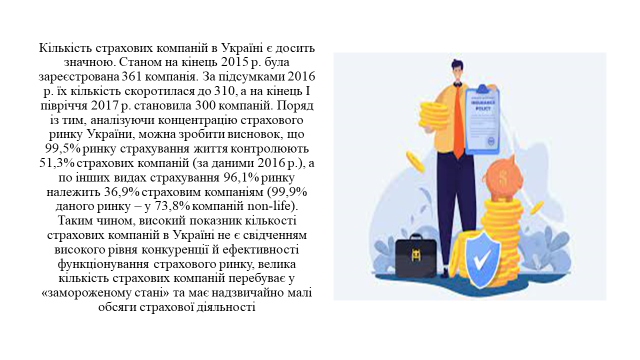 Кількість страхових компаній в Україні є досить
значною. Станом на кінець 2015 р. була
зареєстрована 361 компанія. За підсумками 2016
р. їх кількість скоротилася до 310, а на кінець І
півріччя 2017 р. становила 300 компаній. Поряд
із тим, аналізуючи концентрацію страхового
ринку України, можна зробити висновок, що
99,5% ринку страхування життя контролюють
51,3% страхових компаній (за даними 2016 р.), а
по інших видах страхування 96,1% ринку
належить 36,9% страховим компаніям (99,9%
даного ринку – у 73,8% компаній non-life).
Таким чином, високий показник кількості
страхових компаній в Україні не є свідченням
високого рівня конкуренції й ефективності
функціонування страхового ринку, велика
кількість страхових компаній перебуває у
«замороженому стані» та має надзвичайно малі
обсяги страхової діяльності
INSURANCE
POLICY